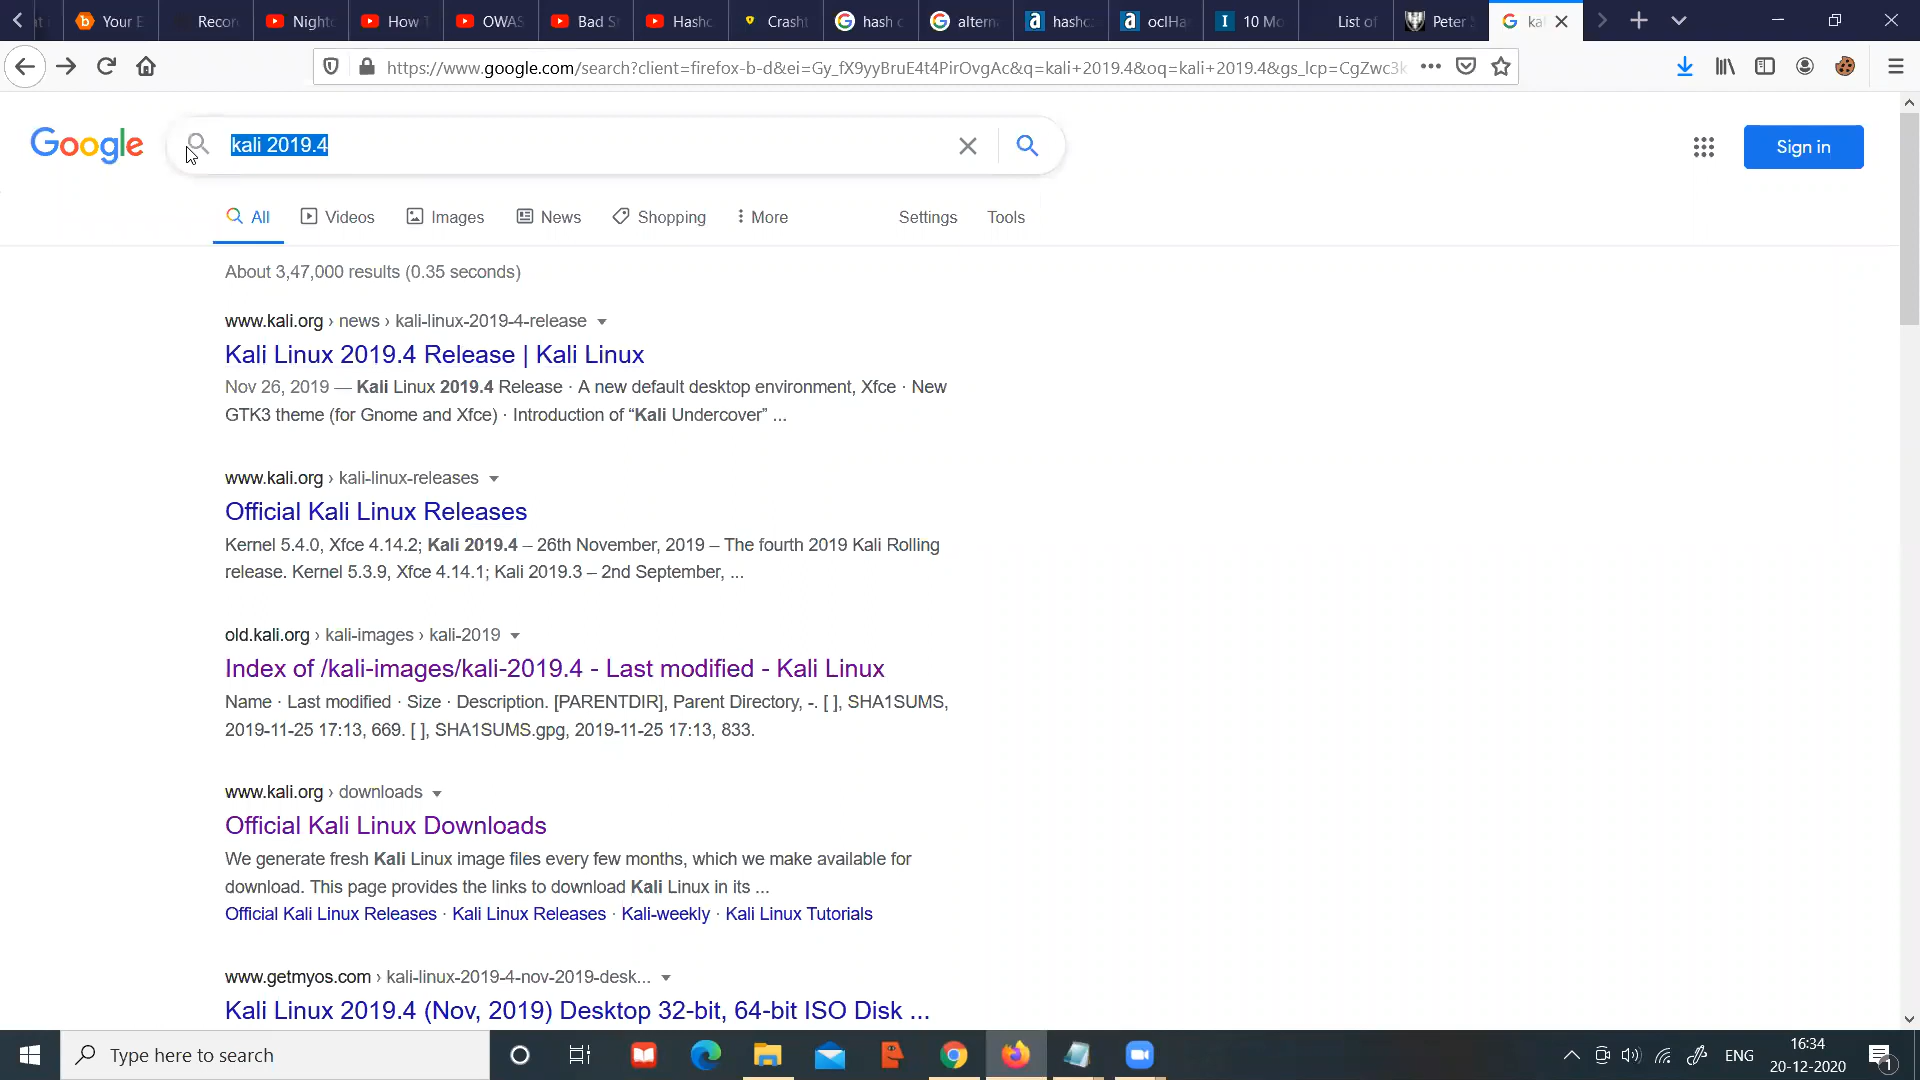 Your E
Recor
Night
How T
OWAS
Bad S
Hashc
Crasht
hash c
altern
hashc
oclHa
10 Mo
List of
Peter
ka
https://www.google.com/search?client=firefox-b-d&ei=Gy_fX9yyBruE4t4PirOvgAc&q=kali+2019.4&oq=kali+2019.4&gs_lcp=CgZwc3k
Google
kali 2019.4
Sign in
All
Videos
Images
News
Shopping
More
Settings
Tools
About 3,47,000 results (0.35 seconds)
www.kali.org › news › kali-linux-2019-4-release
Kali Linux 2019.4 Release | Kali Linux
Nov 26, 2019 — Kali Linux 2019.4 Release · A new default desktop environment, Xfce · New
GTK3 theme (for Gnome and Xfce) · Introduction of “Kali Undercover” ...
www.kali.org › kali-linux-releases
Official Kali Linux Releases
Kernel 5.4.0, Xfce 4.14.2; Kali 2019.4 – 26th November, 2019 – The fourth 2019 Kali Rolling
release. Kernel 5.3.9, Xfce 4.14.1; Kali 2019.3 – 2nd September, ...
old.kali.org › kali-images › kali-2019
Index of /kali-images/kali-2019.4 - Last modified - Kali Linux
Name · Last modified · Size · Description. [PARENTDIR], Parent Directory, -. [ ], SHA1SUMS,
2019-11-25 17:13, 669. [ ], SHA1SUMS.gpg, 2019-11-25 17:13, 833.
www.kali.org › downloads
Official Kali Linux Downloads
We generate fresh Kali Linux image files every few months, which we make available for
download. This page provides the links to download Kali Linux in its ...
Official Kali Linux Releases · Kali Linux Releases · Kali-weekly · Kali Linux Tutorials
www.getmyos.com › kali-linux-2019-4-nov-2019-desk...
Kali Linux 2019.4 (Nov, 2019) Desktop 32-bit, 64-bit ISO Disk ...
Type here to search
ENG
16:34
20-12-2020
1